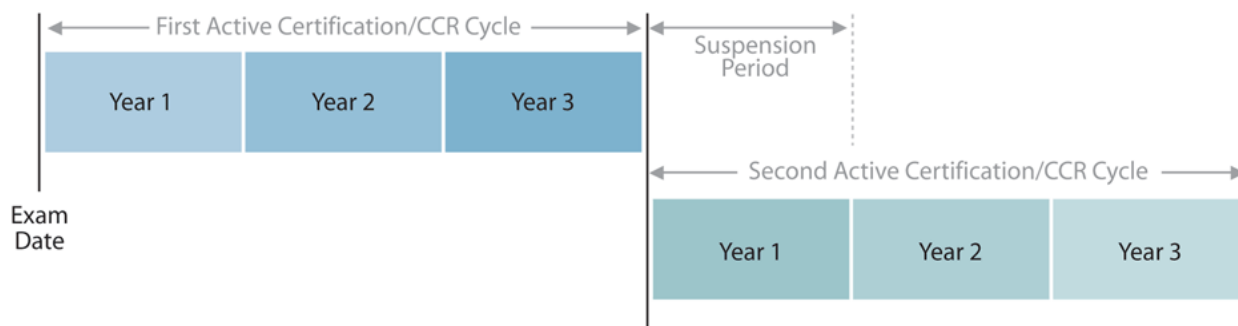 First Active Certification/CCR Cycle
Suspension
Period
Year 1
Year 2
Year 3
Exam
Date
Second Active Certification/CCR Cycle
Year 1
Year 2
Year 3